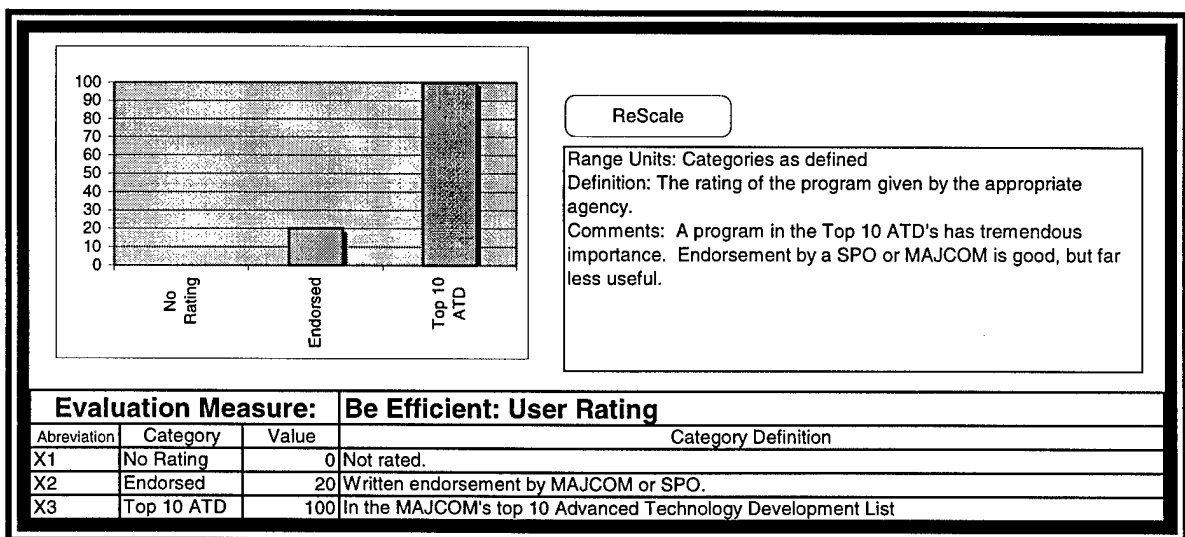 100
90
80
70
60
50
40
30
20
10
0
No
Rating
Endorsed
Top 10
ATD
ReScale
Range Units: Categories as defined
Definition: The rating of the program given by the appropriate
agency.
Comments: A program in the Top 10 ATD's has tremendous
importance. Endorsement by a SPO or MAJCOM is good, but far
less useful.
Evaluation Measure: Be Efficient: User Rating
Abreviation Category Value Category Definition
X1 No Rating 0 Not rated.
X2 Endorsed 20 Written endorsement by MAJCOM or SPO.
X3 Top 10 ATD 100 In the MAJCOM's top 10 Advanced Technology Development List